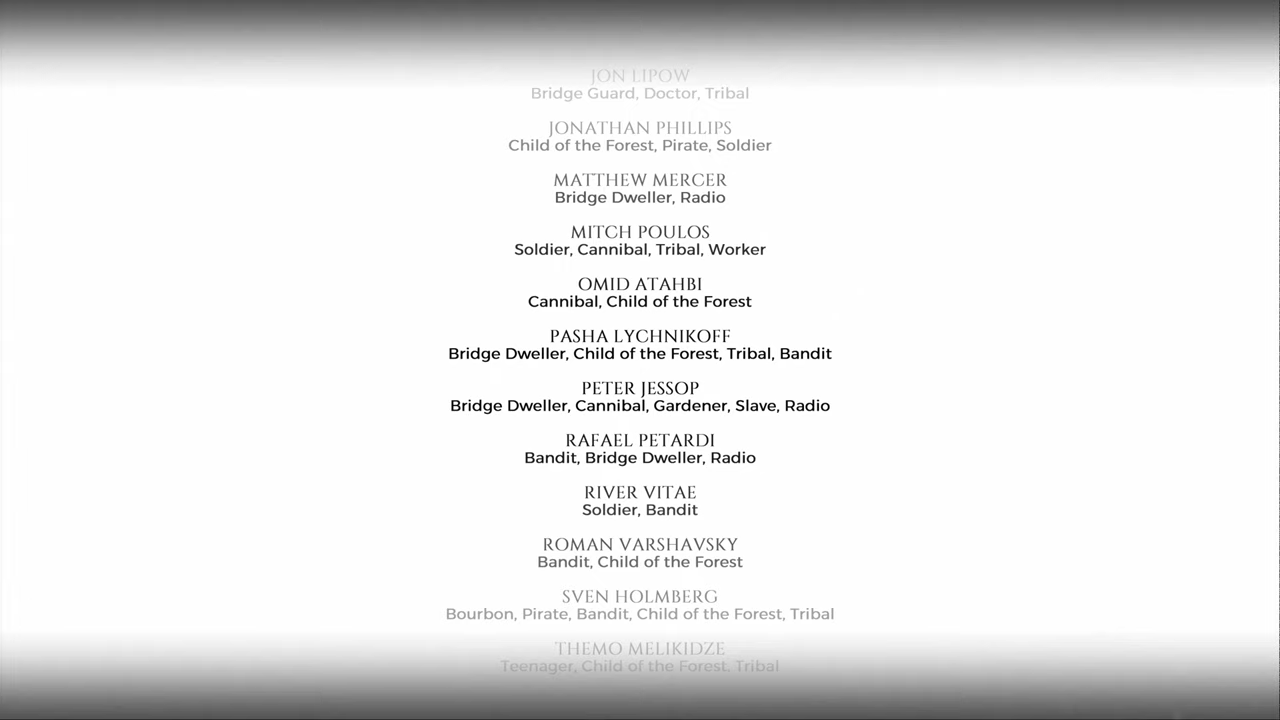 JON LIPOW
Bridge Guard, Doctor, Tribal
JONATHAN PHILLIPS
Child of the Forest, Pirate, Soldier
MATTHEW MERCER
Bridge Dweller, Radio
MITCH POULOS
Soldier, Cannibal, Tribal, Worker
OMID ATAHBI
Cannibal, Child of the Forest
PASHA LYCHNIKOFF
Bridge Dweller, Child of the Forest, Tribal, Bandit
PETER JESSOP
Bridge Dweller, Cannibal, Gardener, Slave, Radio
RAFAEL PETARDI
Bandit, Bridge Dweller, Radio
RIVER VITAE
Soldier, Bandit
ROMAN VARSHAVSKY
Bandit, Child of the Forest
SVEN HOLMBERG
Bourbon, Pirate, Bandit, Child of the Forest, Tribal
THEMO MELIKIDZE
Teenager, Child of the Forest, Tribal